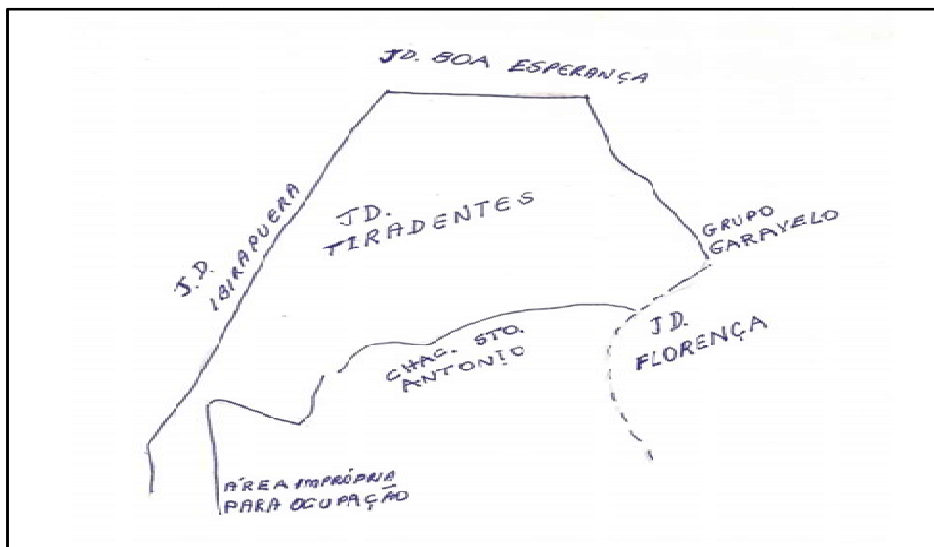 JD. BOA ESPERANÇA
J.D.
IBIRAPUERA
JD.
TIRADENTES
GRUPO
GARAVELO
JD.
FLORENÇA
CHAC. STO.
ANTONIO
ÁREA IMPRÓPRIA
PARA OCUPAÇÃO